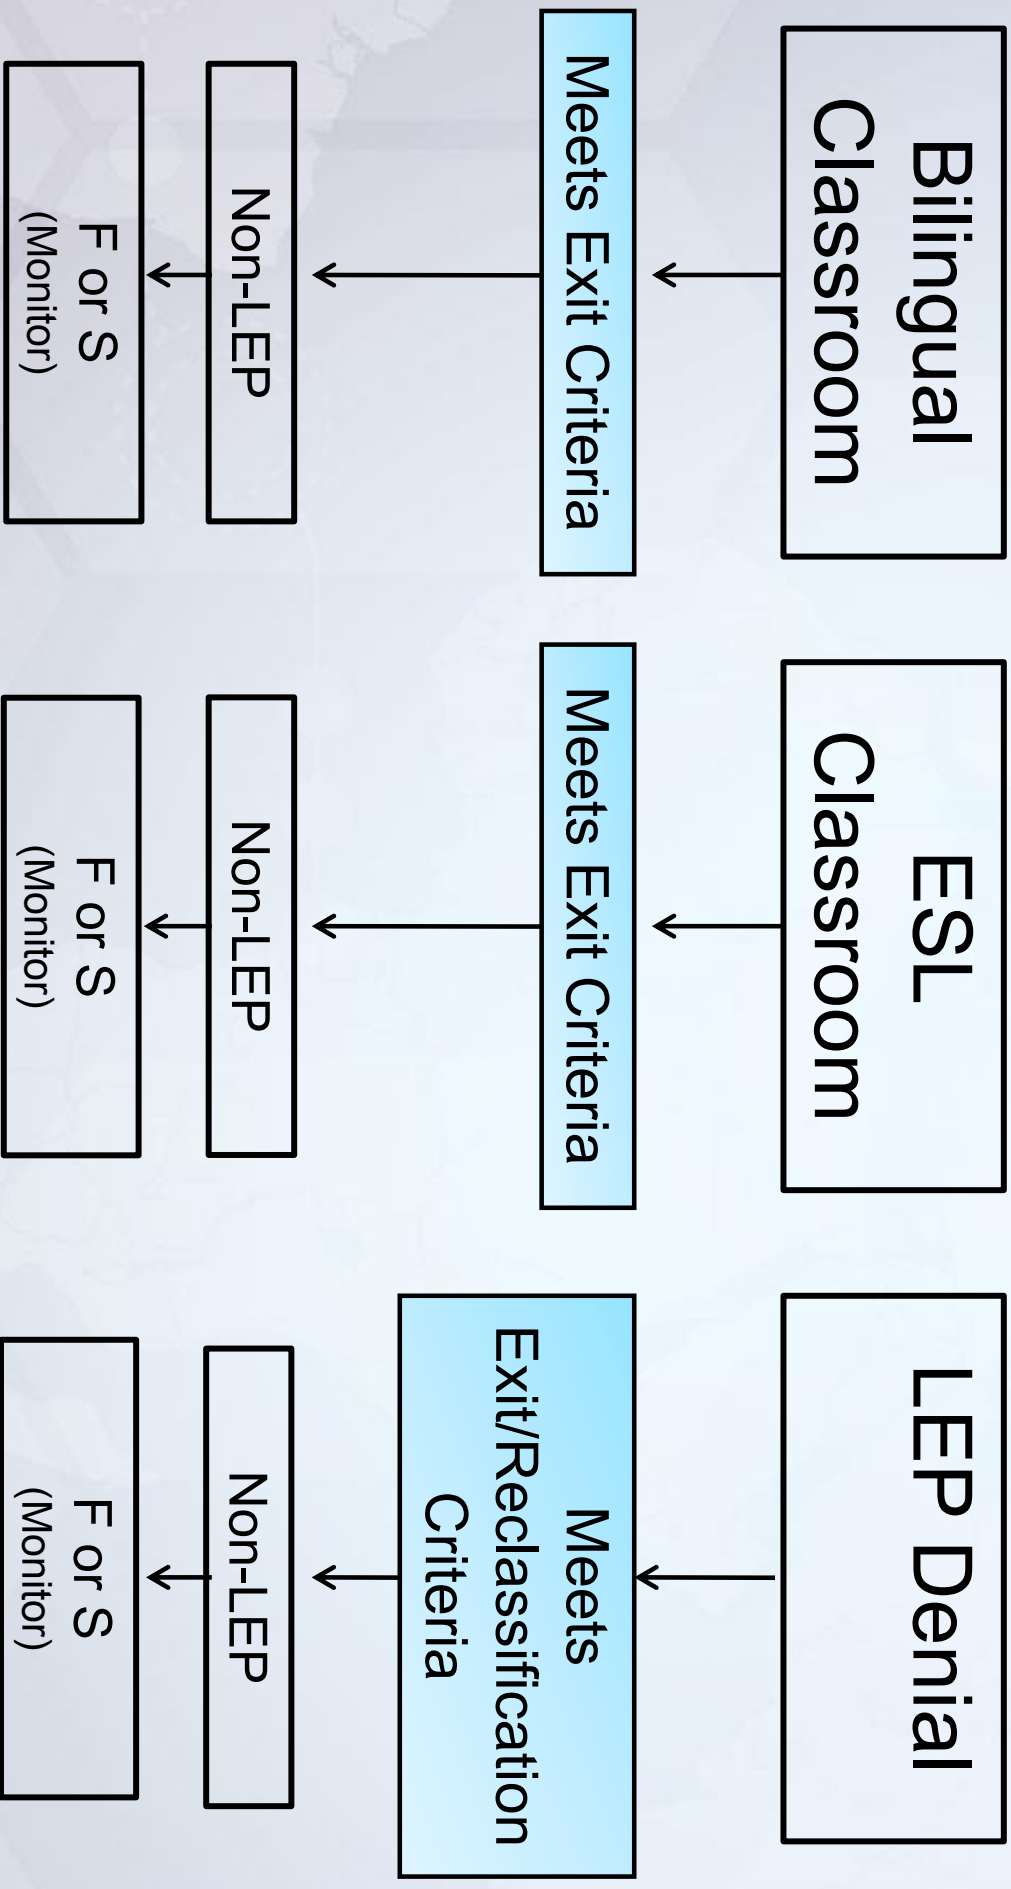 Bilingual
Classroom
Meets Exit Criteria
Non-LEP
F or S
(Monitor)
ESL
Classroom
Meets Exit Criteria
Non-LEP
F or S
(Monitor)
LEP Denial
Meets
Exit/Reclassification
Criteria
Non-LEP
F or S
(Monitor)